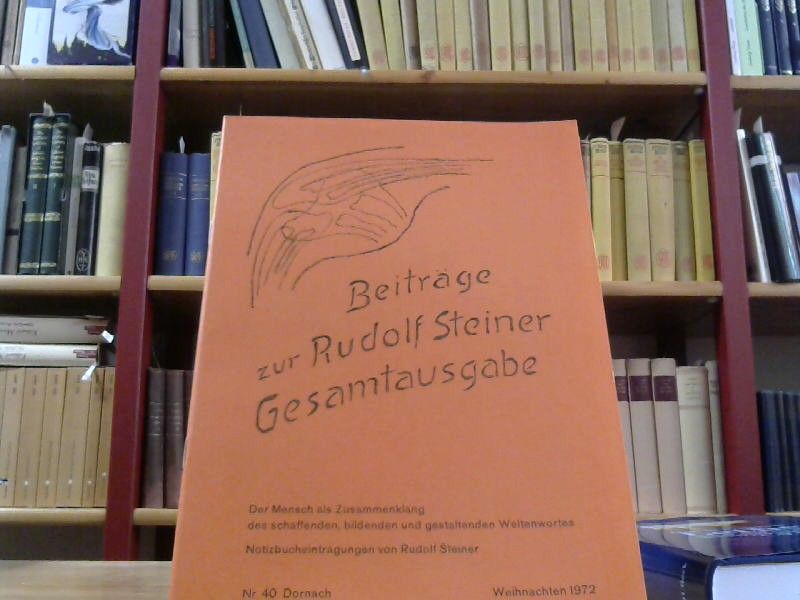 Beiträge
zur Rudolf Steiner
Gesamtausgabe
Der Mensch als Zusammenklang
des schaffenden, bildenden und gestaltenden Weltenwortes
Notizbucheintragungen von Rudolf Steiner
Nr. 40 Dornach Weihnachten 1972